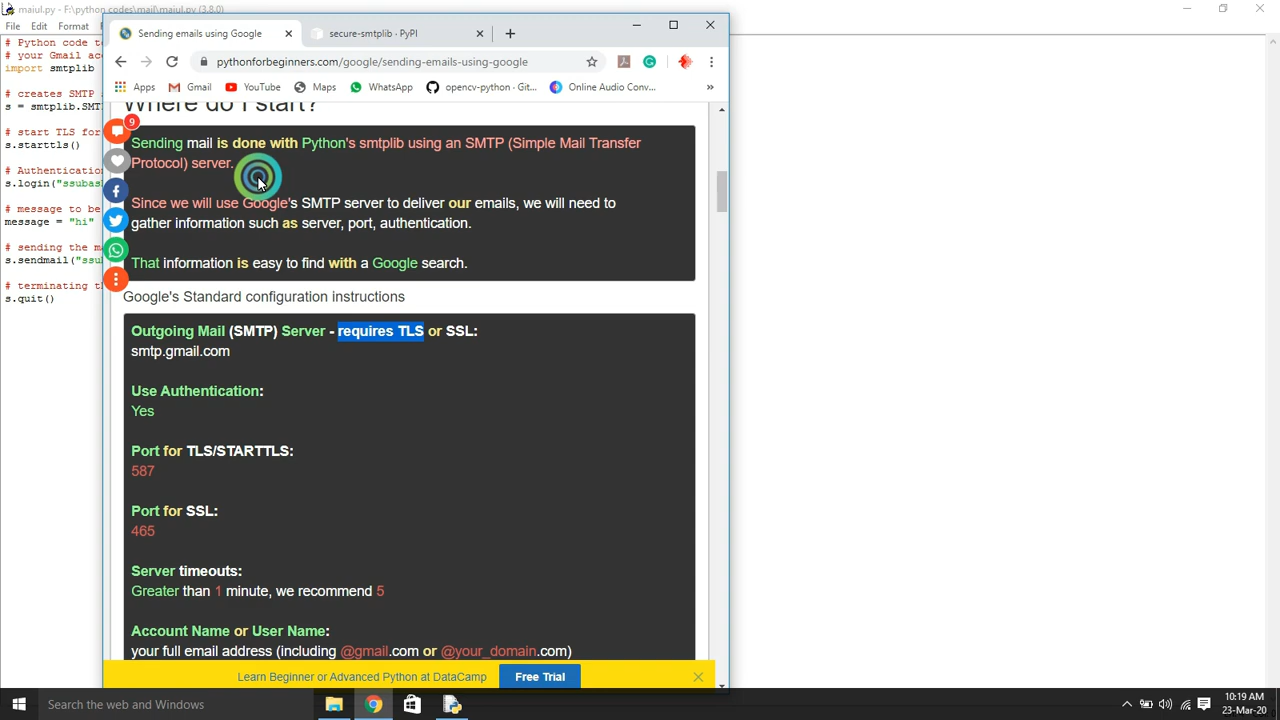 maiul.py - F:\python codes\mail\maiul.py (3.8.0)
File Edit Format
# Python code to
# your Gmail acc
import smtplib
# creates SMTP s
s = smtplib.SMT
# start TLS for
s.starttls()
# Authentication
s.login("ssubas
# message to be
message = "hi"
# sending the ma
s.sendmail("ssu
# terminating th
s.quit()
Sending emails using Google
secure-smtplib · PyPI
pythonforbeginners.com/google/sending-emails-using-google
Apps Gmail YouTube Maps WhatsApp opencv-python · Git... Online Audio Conv... »
Where do I start?
9
Sending mail is done with Python's smtplib using an SMTP (Simple Mail Transfer
Protocol) server.
Since we will use Google's SMTP server to deliver our emails, we will need to
gather information such as server, port, authentication.
That information is easy to find with a Google search.
Google's Standard configuration instructions
Outgoing Mail (SMTP) Server - requires TLS or SSL:
smtp.gmail.com
Use Authentication:
Yes
Port for TLS/STARTTLS:
587
Port for SSL:
465
Server timeouts:
Greater than 1 minute, we recommend 5
Account Name or User Name:
your full email address (including @gmail.com or @your_domain.com)
Learn Beginner or Advanced Python at DataCamp Free Trial
Search the web and Windows
10:19 AM
23-Mar-20